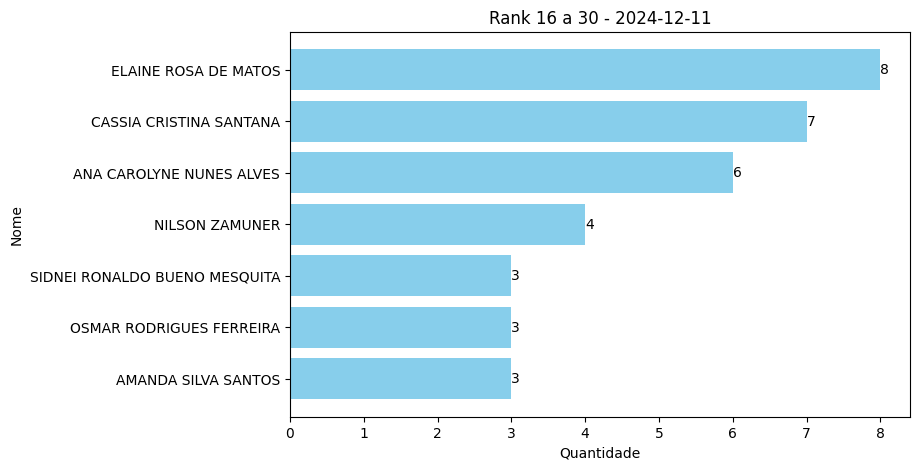 Rank 16 a 30 - 2024-12-11
ELAINE ROSA DE MATOS 8
CASSIA CRISTINA SANTANA 7
ANA CAROLYNE NUNES ALVES 6
NILSON ZAMUNER 4
SIDNEI RONALDO BUENO MESQUITA 3
OSMAR RODRIGUES FERREIRA 3
AMANDA SILVA SANTOS 3
Nome
0 1 2 3 4 5 6 7 8
Quantidade